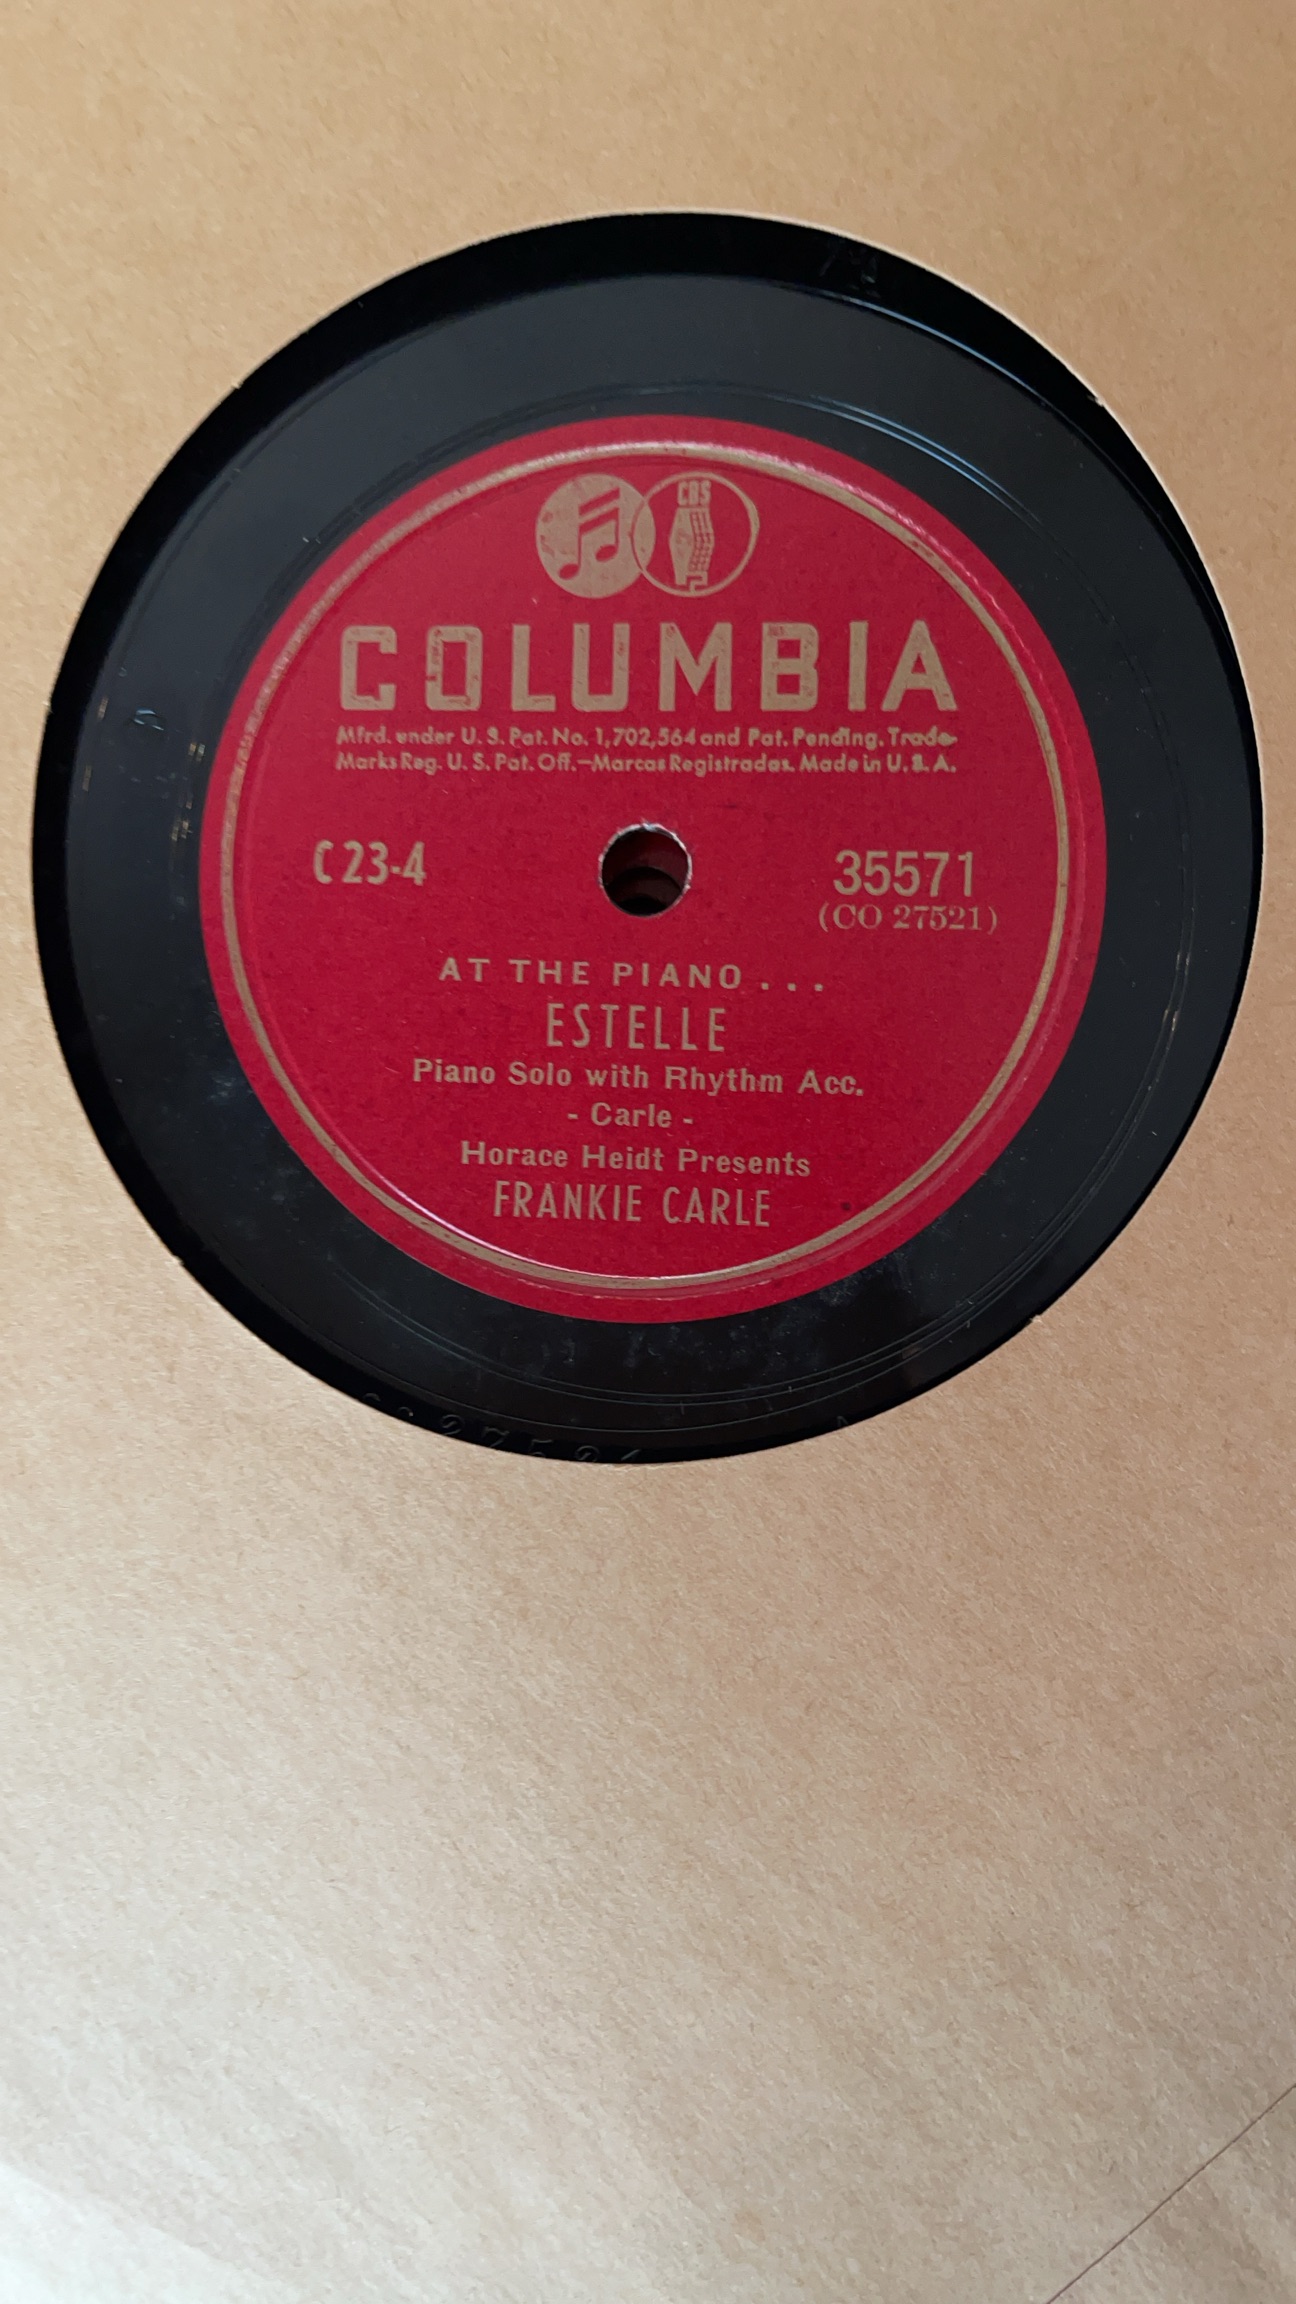 CBS
COLUMBIA
Mfrd. under U. S. Pat. No. 1,702,564 and Pat. Pending. Trade-
Marks Reg. U. S. Pat. Off.—Marcas Registradas. Made in U. S. A.
C 23-4
35571
(CO 27521)
AT THE PIANO . . .
ESTELLE
Piano Solo with Rhythm Acc.
- Carle -
Horace Heidt Presents
FRANKIE CARLE
27521